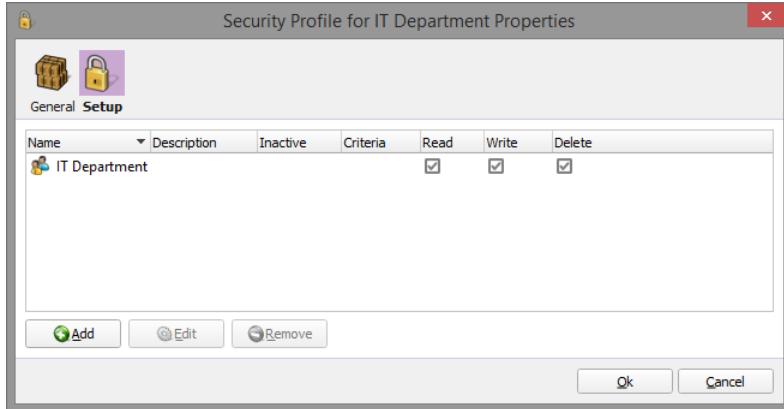 Security Profile for IT Department Properties
General Setup
Name Description Inactive Criteria Read Write Delete
IT Department
Add Edit Remove
Ok Cancel